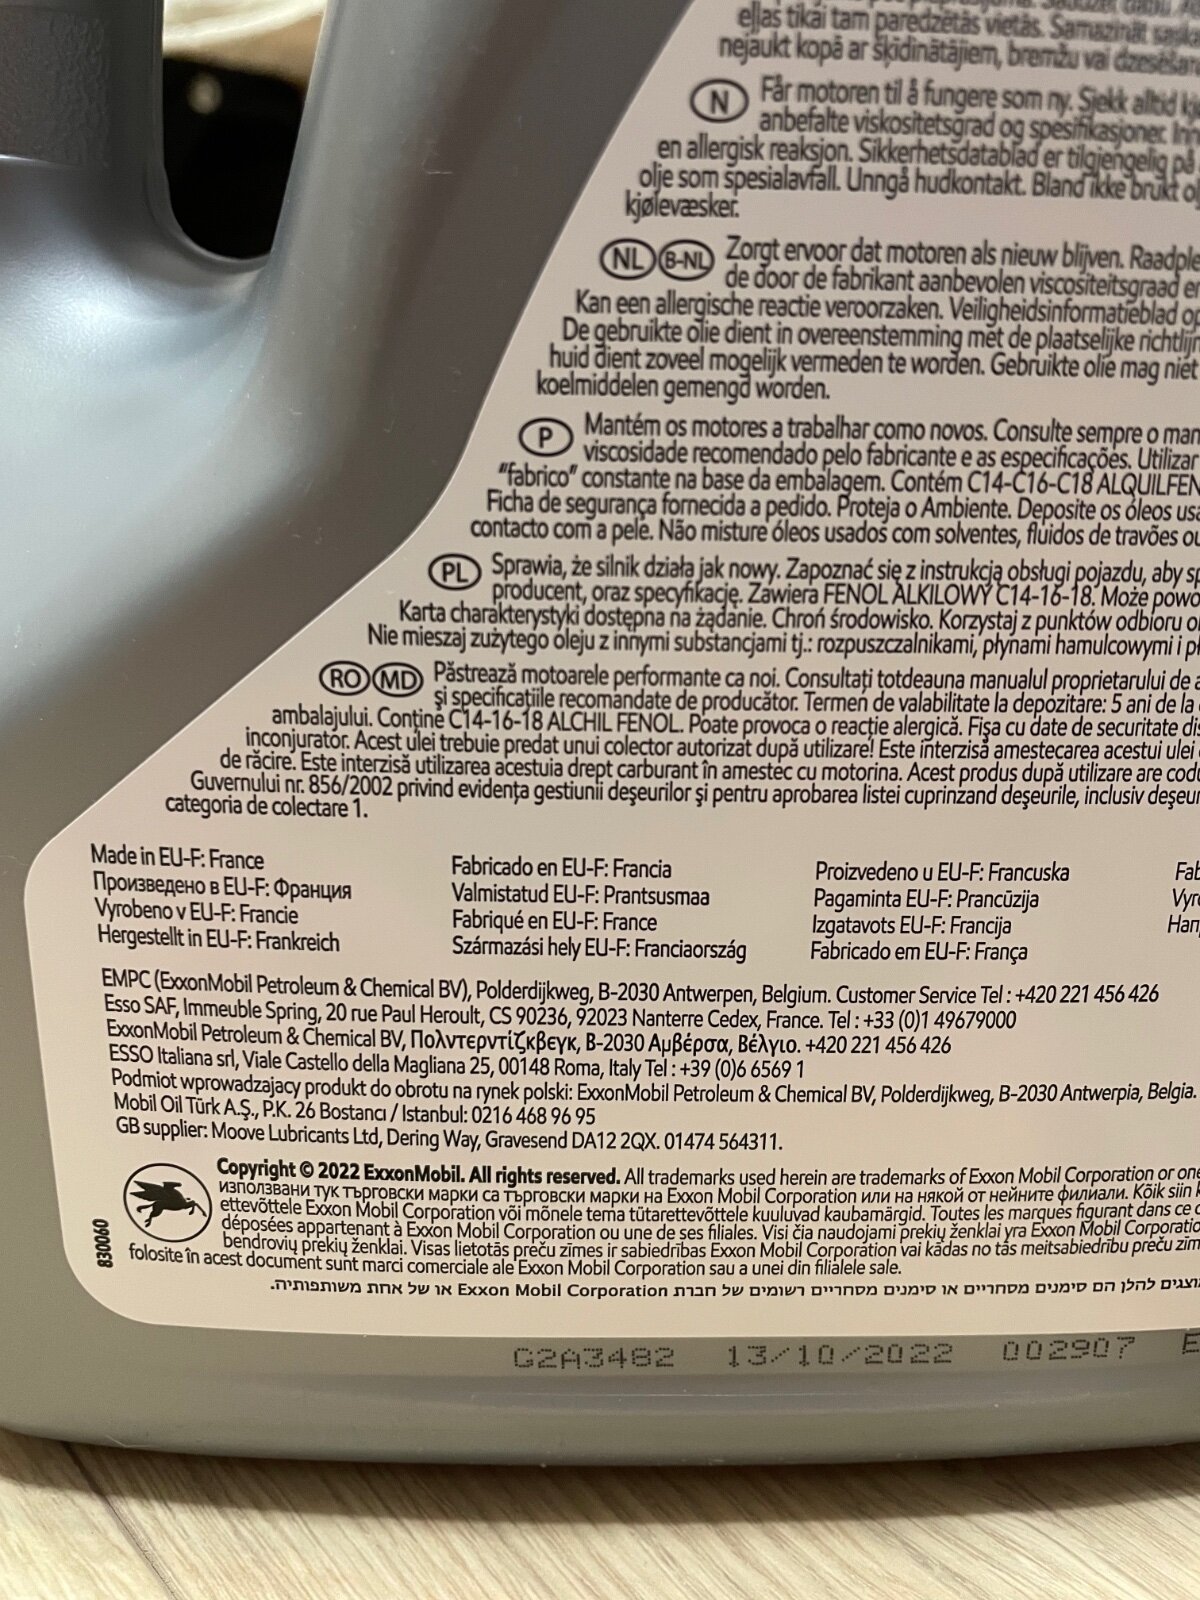 eļļas tikai tam paredzētās vietās. Samazināt
nejaukt kopā ar šķīdinātājiem, bremžu vai
N Får motoren til å fungere som ny. Sjekk alltid
anbefalte viskositetsgrad og spesifikasjoner.
en allergisk reaksjon. Sikkerhetsdatablad er tilgjengelig på
olje som spesialavfall. Unngå hudkontakt. Bland ikke brukt
kjølevæsker.
NL B-NL Zorgt ervoor dat motoren als nieuw blijven.
de door de fabrikant aanbevolen viscositeitsgraad
Kan een allergische reactie veroorzaken. Veiligheidsinformatieblad
De gebruikte olie dient in overeenstemming met de plaatselijke
huid dient zoveel mogelijk vermeden te worden. Gebruikte olie mag niet
koelmiddelen gemengd worden.
P Mantém os motores a trabalhar como novos. Consulte sempre o
viscosidade recomendado pelo fabricante e as especificações. Utilizar
"fabrico" constante na base da embalagem. Contém C14-C16-C18
Ficha de segurança fornecida a pedido. Proteja o Ambiente. Deposite os óleos
contacto com a pele. Não misture óleos usados com solventes, fluidos de travões
PL Sprawia, że silnik działa jak nowy. Zapoznać się z instrukcją obsługi pojazdu, aby
producent, oraz specyfikację. Zawiera FENOL ALKILOWY C14-16-18. Może
Karta charakterystyki dostępna na żądanie. Chroń środowisko. Korzystaj z punktów odbioru
Nie mieszaj zużytego oleju z innymi substancjami tj.: rozpuszczalnikami, płynami hamulcowymi i
RO MD Păstrează motoarele performante ca noi. Consultați totdeauna manualul proprietarului de
și specificațiile recomandate de producător. Termen de valabilitate la depozitare: 5 ani de la
ambalajului. Conține C14-16-18 ALCHIL FENOL. Poate provoca o reacție alergică. Fișa cu date de securitate
inconjurator. Acest ulei trebuie predat unui colector autorizat după utilizare! Este interzisă amestecarea acestui ulei
de răcire. Este interzisă utilizarea acestuia drept carburant în amestec cu motorina. Acest produs după utilizare are
Guvernului nr. 856/2002 privind evidența gestiunii deșeurilor și pentru aprobarea listei cuprinzand deșeurile, inclusiv
categoria de colectare 1.
Made in EU-F: France
Произведено в EU-F: Франция
Vyrobeno v EU-F: Francie
Hergestellt in EU-F: Frankreich
Fabricado en EU-F: Francia
Valmistatud EU-F: Prantsusmaa
Fabriqué en EU-F: France
Származási hely EU-F: Franciaország
Proizvedeno u EU-F: Francuska
Pagaminta EU-F: Prancūzija
Izgatavots EU-F: Francija
Fabricado em EU-F: França
EMPC (ExxonMobil Petroleum & Chemical BV), Polderdijkweg, B-2030 Antwerpen, Belgium. Customer Service Tel : +420 221 456 426
Esso SAF, Immeuble Spring, 20 rue Paul Heroult, CS 90236, 92023 Nanterre Cedex, France. Tel : +33 (0)1 49679000
ExxonMobil Petroleum & Chemical BV, Πολντερντίζκβεγκ, B-2030 Αμβέρσα, Βέλγιο. +420 221 456 426
ESSO Italiana srl, Viale Castello della Magliana 25, 00148 Roma, Italy Tel : +39 (0)6 6569 1
Podmiot wprowadzajacy produkt do obrotu na rynek polski: ExxonMobil Petroleum & Chemical BV, Polderdijkweg, B-2030 Antwerpia, Belgia.
Mobil Oil Türk A.Ş., P.K. 26 Bostancı / Istanbul: 0216 468 96 95
GB supplier: Moove Lubricants Ltd, Dering Way, Gravesend DA12 2QX. 01474 564311.
Copyright © 2022 ExxonMobil. All rights reserved. All trademarks used herein are trademarks of Exxon Mobil Corporation or
използвани тук търговски марки са търговски марки на Exxon Mobil Corporation или на някой от нейните филиали. Kõik siin
ettevõttele Exxon Mobil Corporation või mõnele tema tütarettevõttele kuuluvad kaubamärgid. Toutes les marques figurant dans ce
déposées appartenant à Exxon Mobil Corporation ou une de ses filiales. Visi čia naudojami prekių ženklai yra Exxon Mobil
bendrovių prekių ženklai. Visas lietotās preču zīmes ir sabiedrības Exxon Mobil Corporation vai kādas no tās meitsabiedrību preču
folosite în acest document sunt mărci comerciale ale Exxon Mobil Corporation sau a unei din filialele sale.
להלן הם סימנים מסחריים או סימנים מסחריים רשומים של חברת Exxon Mobil Corporation או של אחת משותפותיה.
8300060
G2A3482 13/10/2022 002907